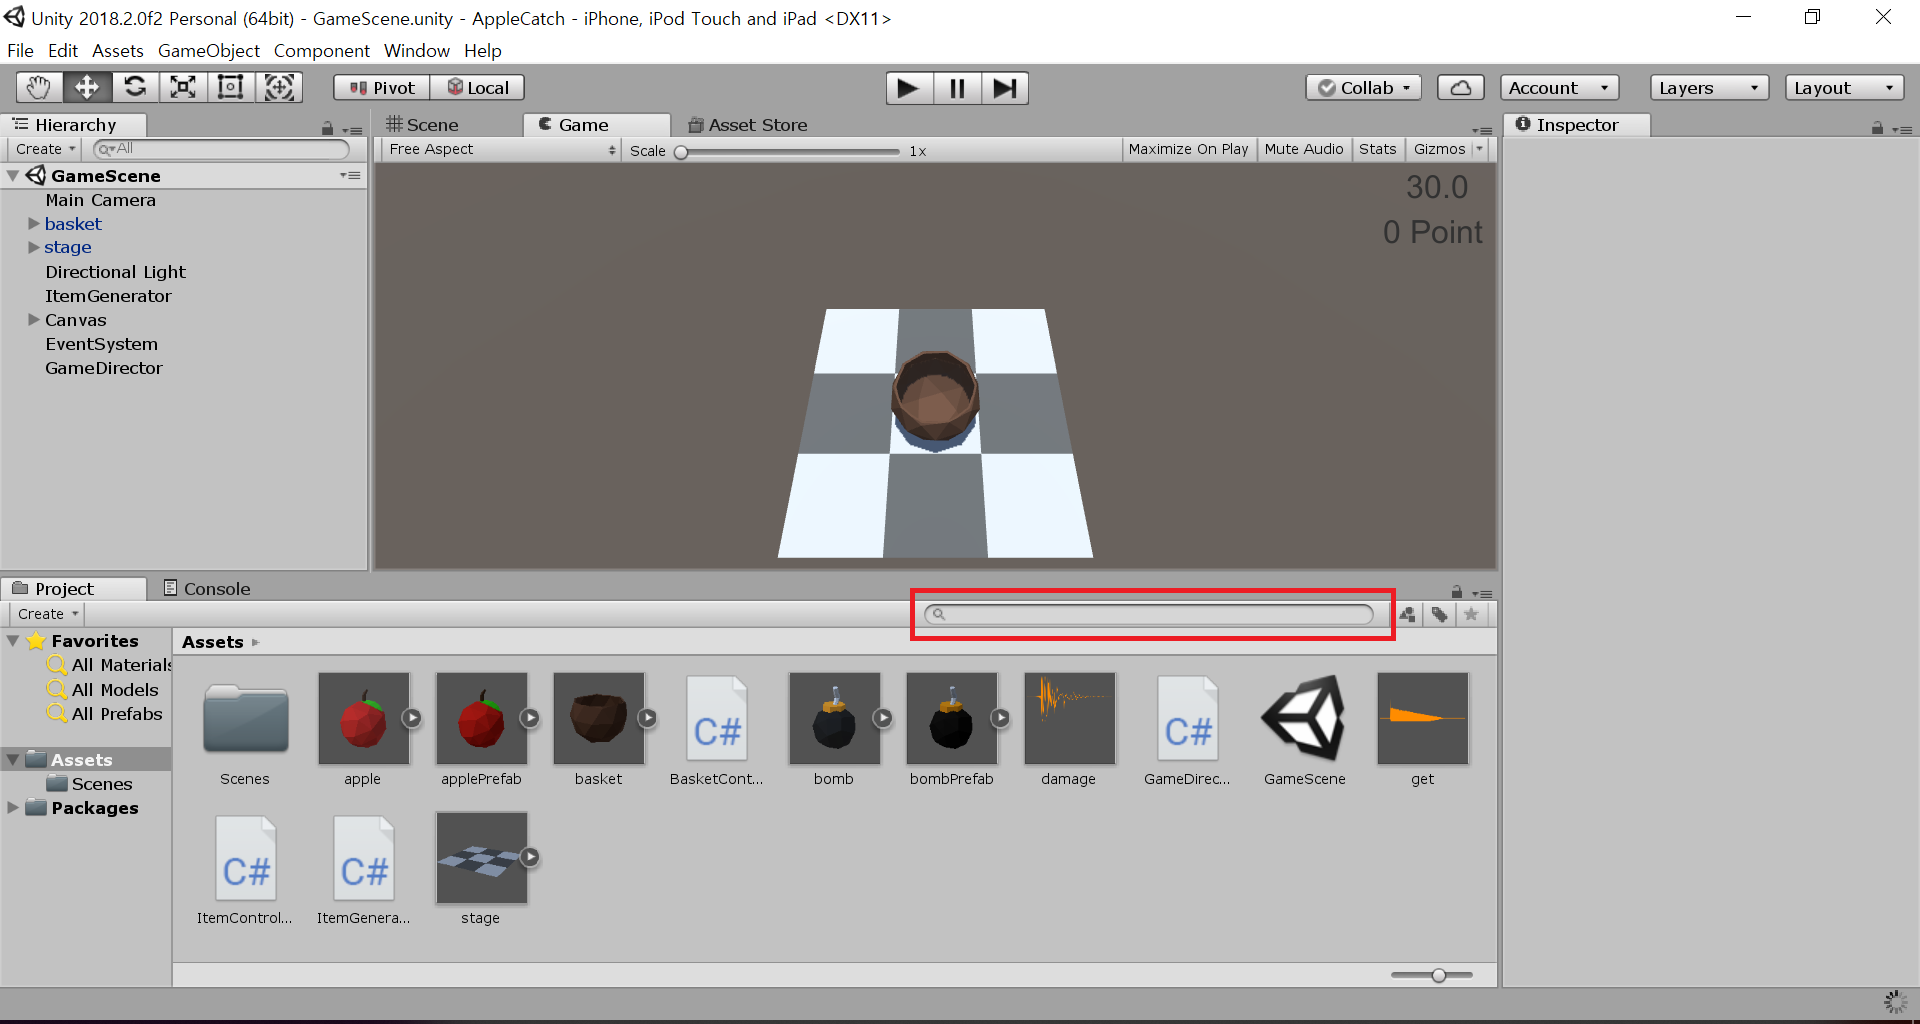 Unity 2018.2.0f2 Personal (64bit) - GameScene.unity - AppleCatch - iPhone, iPod Touch and iPad <DX11>
File Edit Assets GameObject Component Window Help
Pivot Local Collab Account Layers Layout
Hierarchy
Create All
GameScene
Main Camera
basket
stage
Directional Light
ItemGenerator
Canvas
EventSystem
GameDirector
Scene Game Asset Store
Free Aspect Scale 1x Maximize On Play Mute Audio Stats Gizmos
30.0
0 Point
Inspector
Project Console
Create
Favorites
All Materials
All Models
All Prefabs
Assets
Scenes
Packages
Assets
Scenes apple applePrefab basket BasketCont... bomb bombPrefab damage GameDirec... GameScene get
C# C#
ItemControl... ItemGenera... stage
C# C#